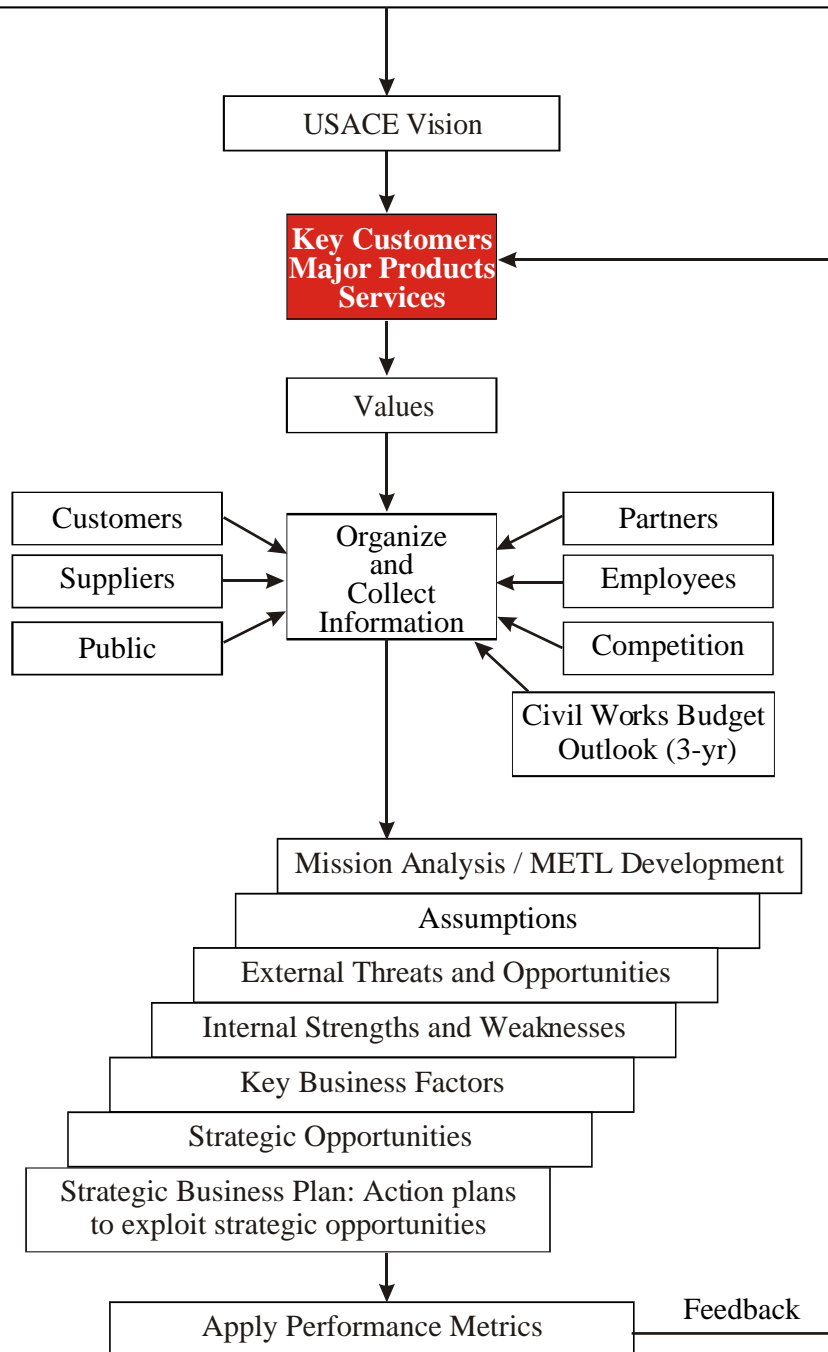 USACE Vision
Key Customers
Major Products
Services
Values
Customers
Suppliers
Public
Organize
and
Collect
Information
Partners
Employees
Competition
Civil Works Budget
Outlook (3-yr)
Mission Analysis / METL Development
Assumptions
External Threats and Opportunities
Internal Strengths and Weaknesses
Key Business Factors
Strategic Opportunities
Strategic Business Plan: Action plans
to exploit strategic opportunities
Apply Performance Metrics
Feedback